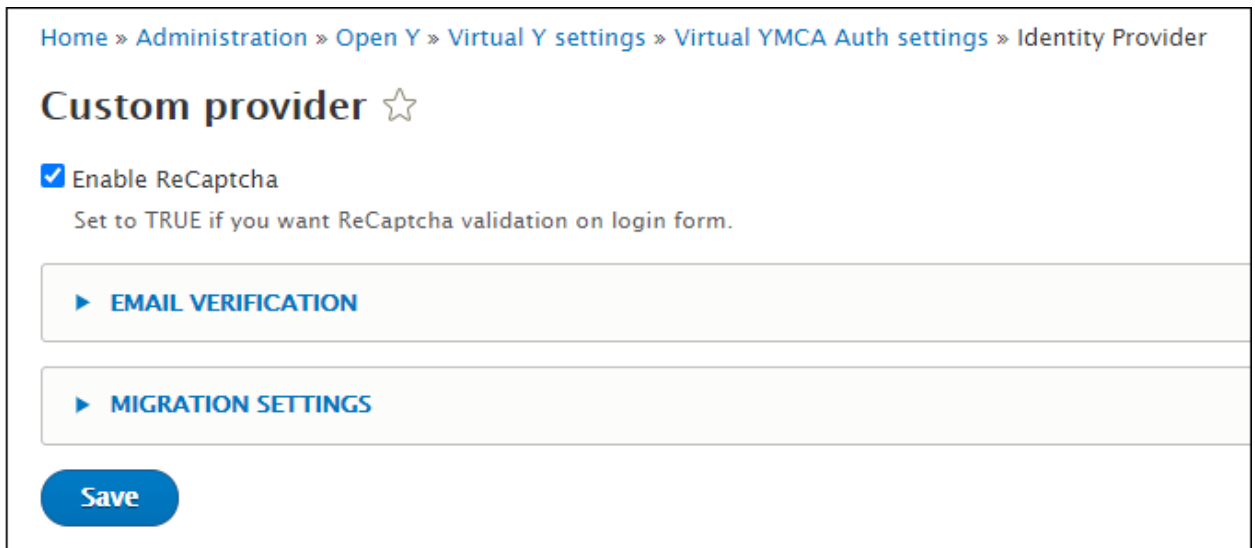 Home » Administration » Open Y » Virtual Y settings » Virtual YMCA Auth settings » Identity Provider
Custom provider
Enable ReCaptcha
Set to TRUE if you want ReCaptcha validation on login form.
EMAIL VERIFICATION
MIGRATION SETTINGS
Save